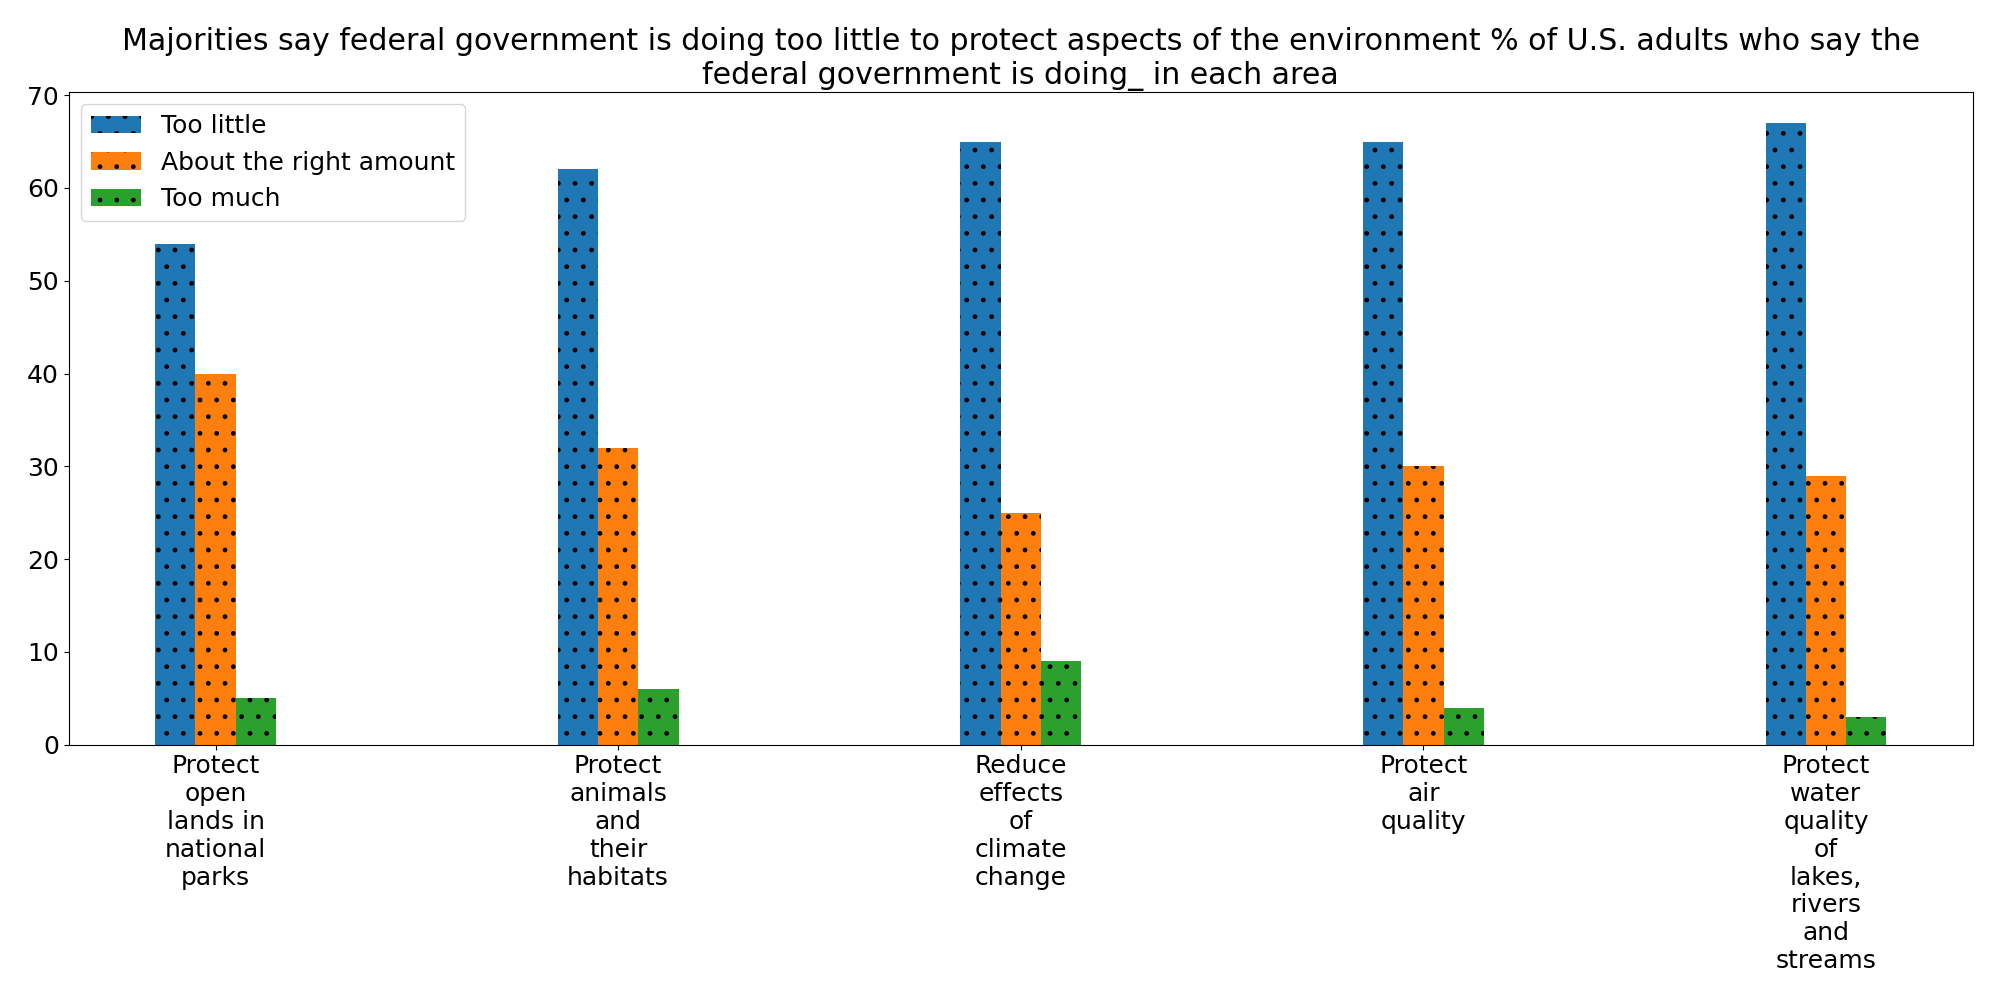 Majorities say federal government is doing too little to protect aspects of the environment % of U.S. adults who say the
federal government is doing_ in each area
70
60
50
40
30
20
10
0
Too little
About the right amount
Too much
Protect
open
lands in
national
parks
Protect
animals
and
their
habitats
Reduce
effects
of
climate
change
Protect
air
quality
Protect
water
quality
of
lakes,
rivers
and
streams